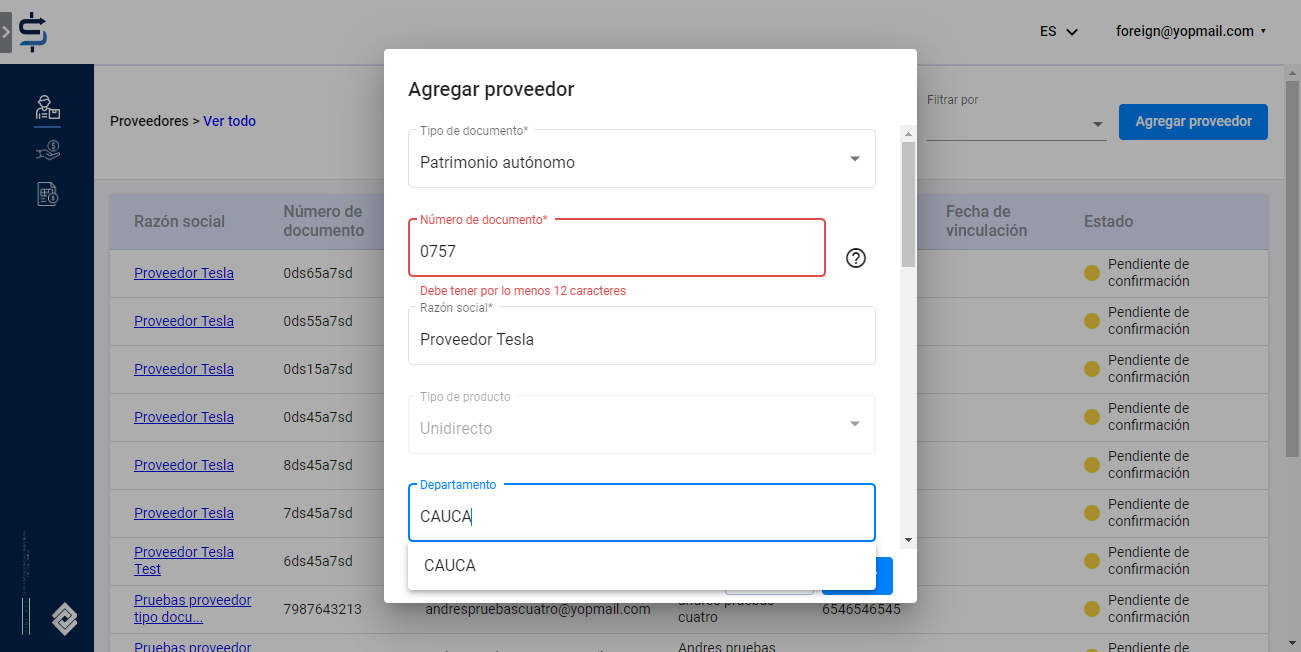 ES
foreign@yopmail.com
Proveedores > Ver todo
Filtrar por
Agregar proveedor
Agregar proveedor
Tipo de documento*
Patrimonio autónomo
Número de documento*
0757
Debe tener por lo menos 12 caracteres
Razón social*
Proveedor Tesla
Tipo de producto
Unidirecto
Departamento
CAUCA
CAUCA
Razón social
Número de
documento
Fecha de
vinculación
Estado
Proveedor Tesla
0ds65a7sd
Pendiente de
confirmación
Proveedor Tesla
0ds55a7sd
Pendiente de
confirmación
Proveedor Tesla
0ds15a7sd
Pendiente de
confirmación
Proveedor Tesla
0ds45a7sd
Pendiente de
confirmación
Proveedor Tesla
8ds45a7sd
Pendiente de
confirmación
Proveedor Tesla
7ds45a7sd
Pendiente de
confirmación
Proveedor Tesla
Test
6ds45a7sd
Pendiente de
confirmación
Pruebas proveedor
tipo docu...
7987643213
andrespruebascuatro@yopmail.com
andres pruebas
cuatro
6546546545
Pendiente de
confirmación
Pruebas proveedor
Andres pruebas
Pendiente de